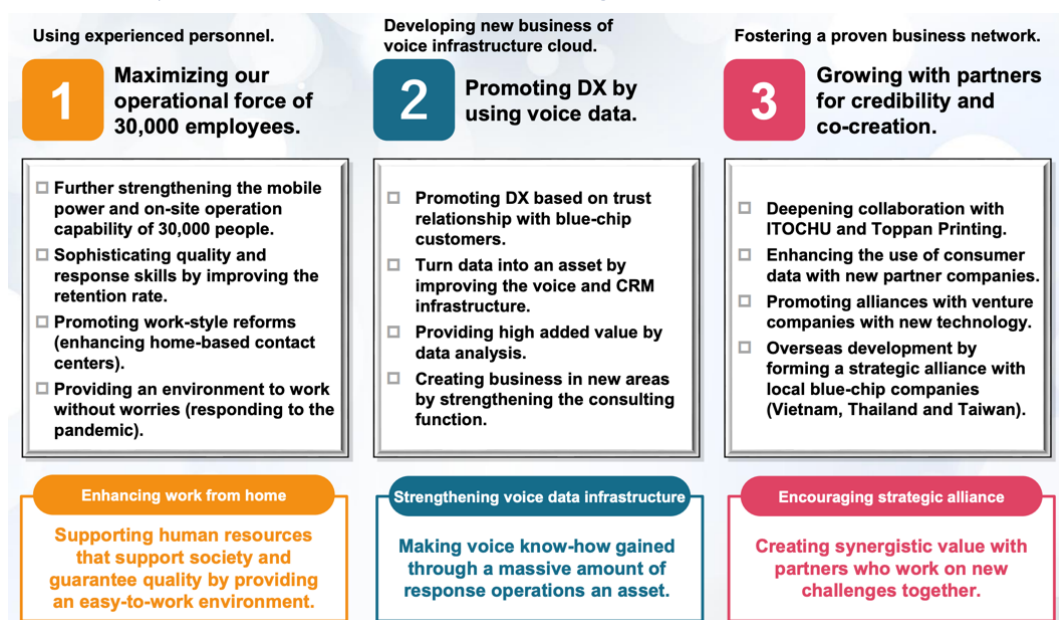 Using experienced personnel.
1
Maximizing our
operational force of
30,000 employees.
Further strengthening the mobile
power and on-site operation
capability of 30,000 people.
Sophisticating quality and
response skills by improving the
retention rate.
Promoting work-style reforms
(enhancing home-based contact
centers).
Providing an environment to work
without worries (responding to the
pandemic).
Enhancing work from home
Supporting human resources
that support society and
guarantee quality by providing
an easy-to-work environment.
Developing new business of
voice infrastructure cloud.
2
Promoting DX by
using voice data.
Promoting DX based on trust
relationship with blue-chip
customers.
Turn data into an asset by
improving the voice and CRM
infrastructure.
Providing high added value by
data analysis.
Creating business in new areas
by strengthening the consulting
function.
Strengthening voice data infrastructure
Making voice know-how gained
through a massive amount of
response operations an asset.
Fostering a proven business network.
3
Growing with partners
for credibility and
co-creation.
Deepening collaboration with
ITOCHU and Toppan Printing.
Enhancing the use of consumer
data with new partner companies.
Promoting alliances with venture
companies with new technology.
Overseas development by
forming a strategic alliance with
local blue-chip companies
(Vietnam, Thailand and Taiwan).
Encouraging strategic alliance
Creating synergistic value with
partners who work on new
challenges together.